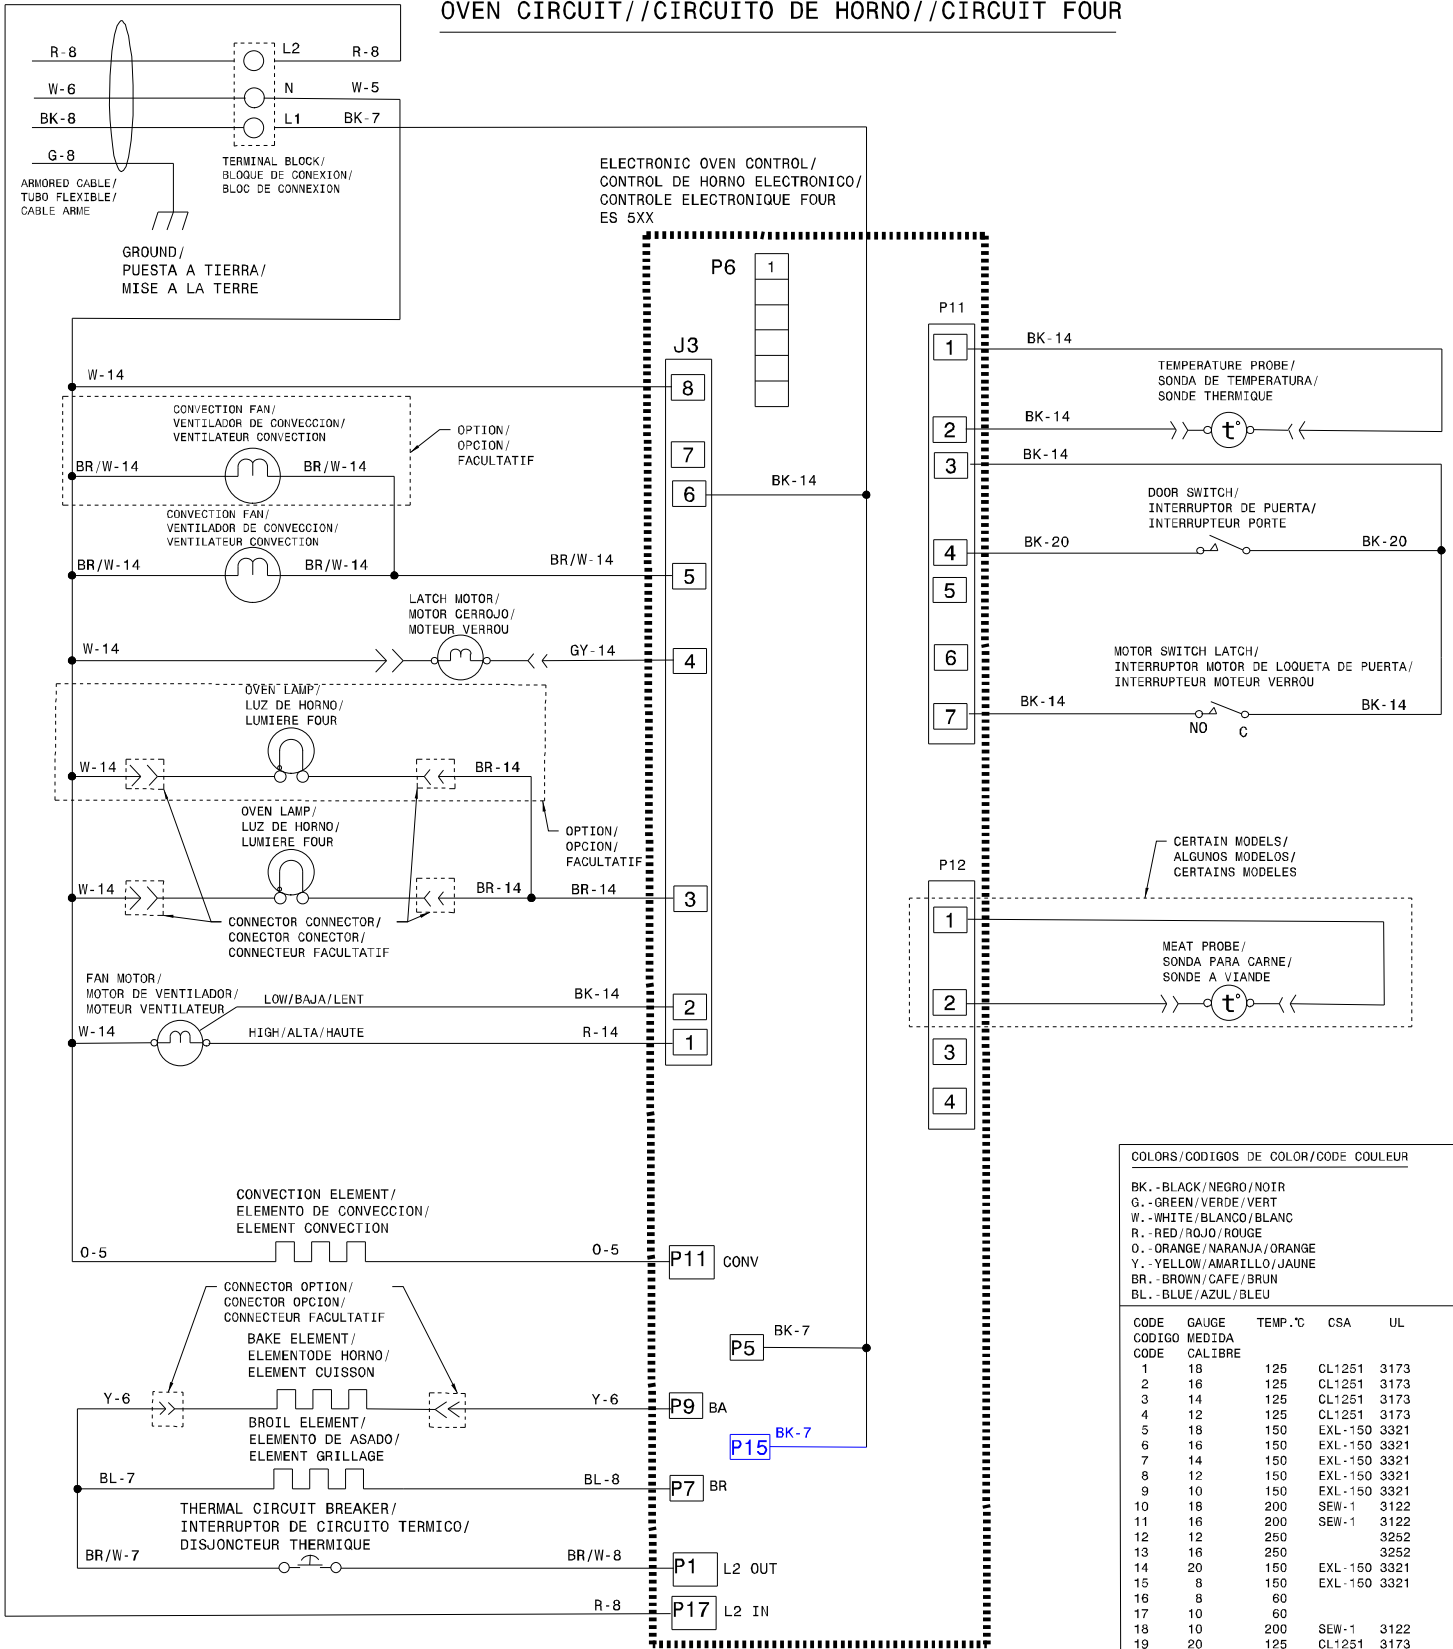 OVEN CIRCUIT//CIRCUITO DE HORNO//CIRCUIT FOUR
R-8
L2
R-8
W-6
N
W-5
BK-8
L1
BK-7
G-8
ARMORED CABLE/
TUBO FLEXIBLE/
CABLE ARME
TERMINAL BLOCK/
BLOQUE DE CONEXION/
BLOC DE CONNEXION
GROUND/
PUESTA A TIERRA/
MISE A LA TERRE
ELECTRONIC OVEN CONTROL/
CONTROL DE HORNO ELECTRONICO/
CONTROLE ELECTRONIQUE FOUR
ES 5XX
P6
1
J3
W-14
8
CONVECTION FAN/
VENTILADOR DE CONVECCION/
VENTILATEUR CONVECTION
OPTION/
OPCION/
FACULTATIF
7
BR/W-14
BR/W-14
6
BK-14
CONVECTION FAN/
VENTILADOR DE CONVECCION/
VENTILATEUR CONVECTION
BR/W-14
BR/W-14
BR/W-14
5
LATCH MOTOR/
MOTOR CERROJO/
MOTEUR VERROU
W-14
GY-14
4
OVEN LAMP/
LUZ DE HORNO/
LUMIERE FOUR
W-14
BR-14
OVEN LAMP/
LUZ DE HORNO/
LUMIERE FOUR
OPTION/
OPCION/
FACULTATIF
W-14
BR-14
BR-14
3
CONNECTOR CONNECTOR/
CONECTOR CONECTOR/
CONNECTEUR FACULTATIF
FAN MOTOR/
MOTOR DE VENTILADOR/
MOTEUR VENTILATEUR
LOW/BAJA/LENT
BK-14
2
W-14
HIGH/ALTA/HAUTE
R-14
1
CONVECTION ELEMENT/
ELEMENTO DE CONVECCION/
ELEMENT CONVECTION
O-5
O-5
P11
CONV
CONNECTOR OPTION/
CONECTOR OPCION/
CONNECTEUR FACULTATIF
BAKE ELEMENT/
ELEMENTODE HORNO/
ELEMENT CUISSON
P5
BK-7
Y-6
Y-6
P9
BA
BROIL ELEMENT/
ELEMENTO DE ASADO/
ELEMENT GRILLAGE
P15
BK-7
BL-7
BL-8
P7
BR
THERMAL CIRCUIT BREAKER/
INTERRUPTOR DE CIRCUITO TERMICO/
DISJONCTEUR THERMIQUE
BR/W-7
BR/W-8
P1
L2 OUT
R-8
P17
L2 IN
P11
1
BK-14
TEMPERATURE PROBE/
SONDA DE TEMPERATURA/
SONDE THERMIQUE
2
BK-14
t°
3
BK-14
DOOR SWITCH/
INTERRUPTOR DE PUERTA/
INTERRUPTEUR PORTE
4
BK-20
BK-20
5
6
MOTOR SWITCH LATCH/
INTERRUPTOR MOTOR DE LOQUETA DE PUERTA/
INTERRUPTEUR MOTEUR VERROU
7
BK-14
BK-14
NO
C
CERTAIN MODELS/
ALGUNOS MODELOS/
CERTAINS MODELES
P12
1
MEAT PROBE/
SONDA PARA CARNE/
SONDE A VIANDE
2
t°
3
4
COLORS/CODIGOS DE COLOR/CODE COULEUR
BK.-BLACK/NEGRO/NOIR
G.-GREEN/VERDE/VERT
W.-WHITE/BLANCO/BLANC
R.-RED/ROJO/ROUGE
O.-ORANGE/NARANJA/ORANGE
Y.-YELLOW/AMARILLO/JAUNE
BR.-BROWN/CAFE/BRUN
BL.-BLUE/AZUL/BLEU
CODE GAUGE TEMP.°C CSA UL
CODIGO MEDIDA
CODE CALIBRE
1 18 125 CL1251 3173
2 16 125 CL1251 3173
3 14 125 CL1251 3173
4 12 125 CL1251 3173
5 18 150 EXL-150 3321
6 16 150 EXL-150 3321
7 14 150 EXL-150 3321
8 12 150 EXL-150 3321
9 10 150 EXL-150 3321
10 18 200 SEW-1 3122
11 16 200 SEW-1 3122
12 12 250 3252
13 16 250 3252
14 20 150 EXL-150 3321
15 8 150 EXL-150 3321
16 8 60
17 10 60
18 10 200 SEW-1 3122
19 20 125 CL1251 3173